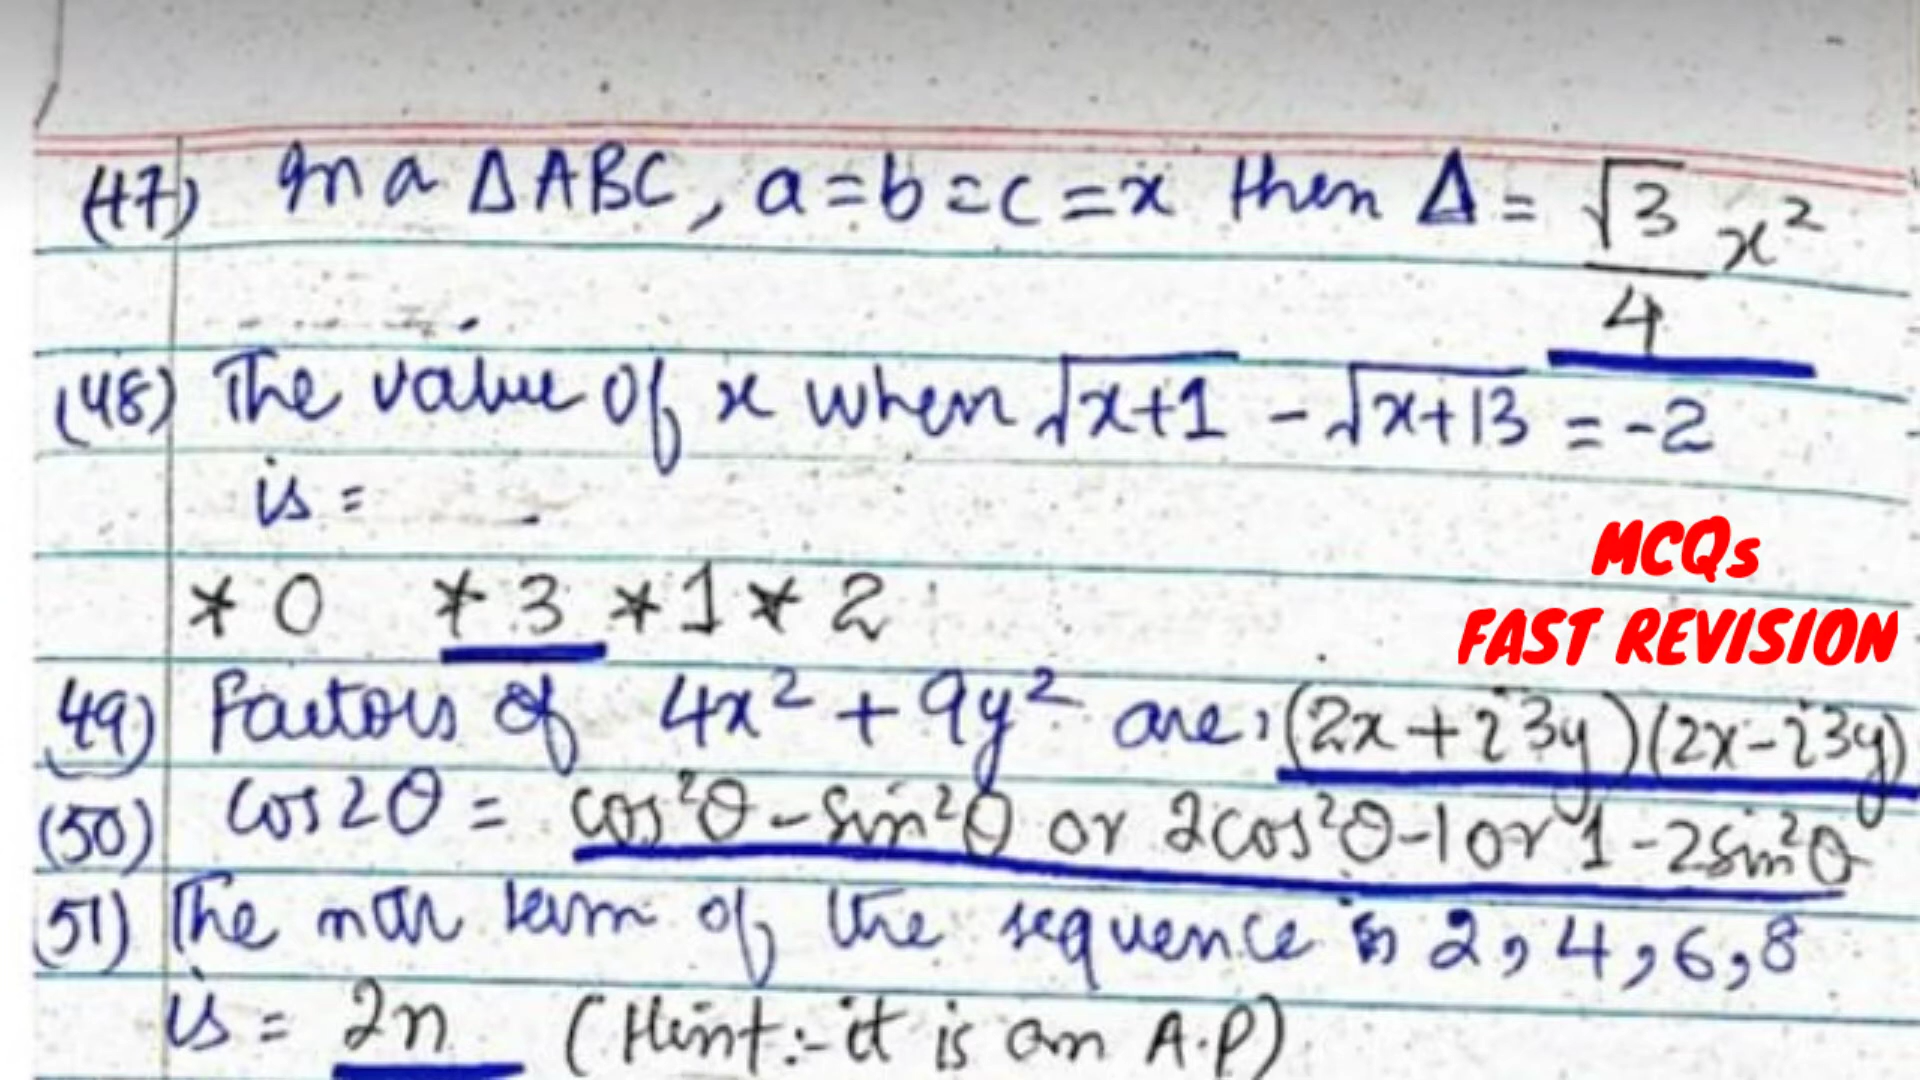 (47) In a Δ ABC, a=b=c=x then Δ = √3/4 x²
(48) The value of x when √x+1 - √x+13 = -2
is =
* 0 * 3 * 1 * 2
MCQs
FAST REVISION
(49) Factors of 4x² + 9y² are: (2x+i3y)(2x-i3y)
(50) cos2θ = cos²θ-sin²θ or 2cos²θ-1 or 1-2sin²θ
(51) The nth term of the sequence is 2, 4, 6, 8
is = 2n (Hint:- it is an A.P)